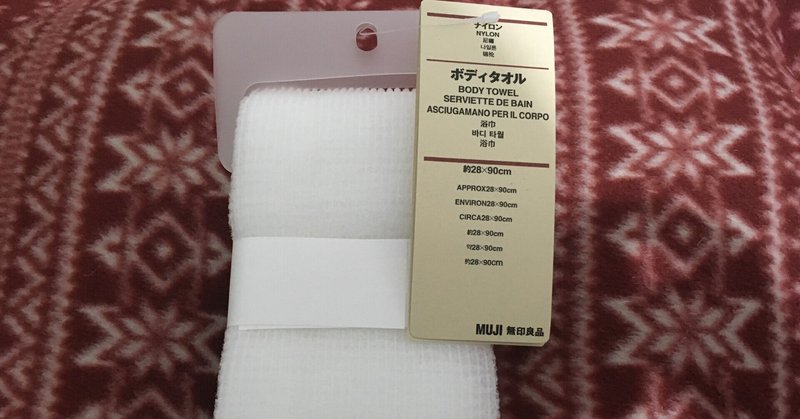 ナイロン
NYLON
尼龍
나일론
锦纶
ボディタオル
BODY TOWEL
SERVIETTE DE BAIN
ASCIUGAMANO PER IL CORPO
浴巾
바디 타월
浴巾
約28×90cm
APPROX28×90cm
ENVIRON28×90cm
CIRCA28×90cm
約28×90cm
약28×90cm
约28×90cm
MUJI 無印良品